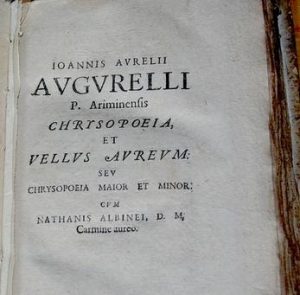 IOANNIS AVRELII
AVGVRELLI
P. Ariminensis
CHRYSOPOEIA,
ET
VELLVS AVREVM:
SEV
CHRYSOPOEIA MAIOR ET MINOR;
CVM
NATHANIS ALBINEI, D. M,
Carmine aureo.